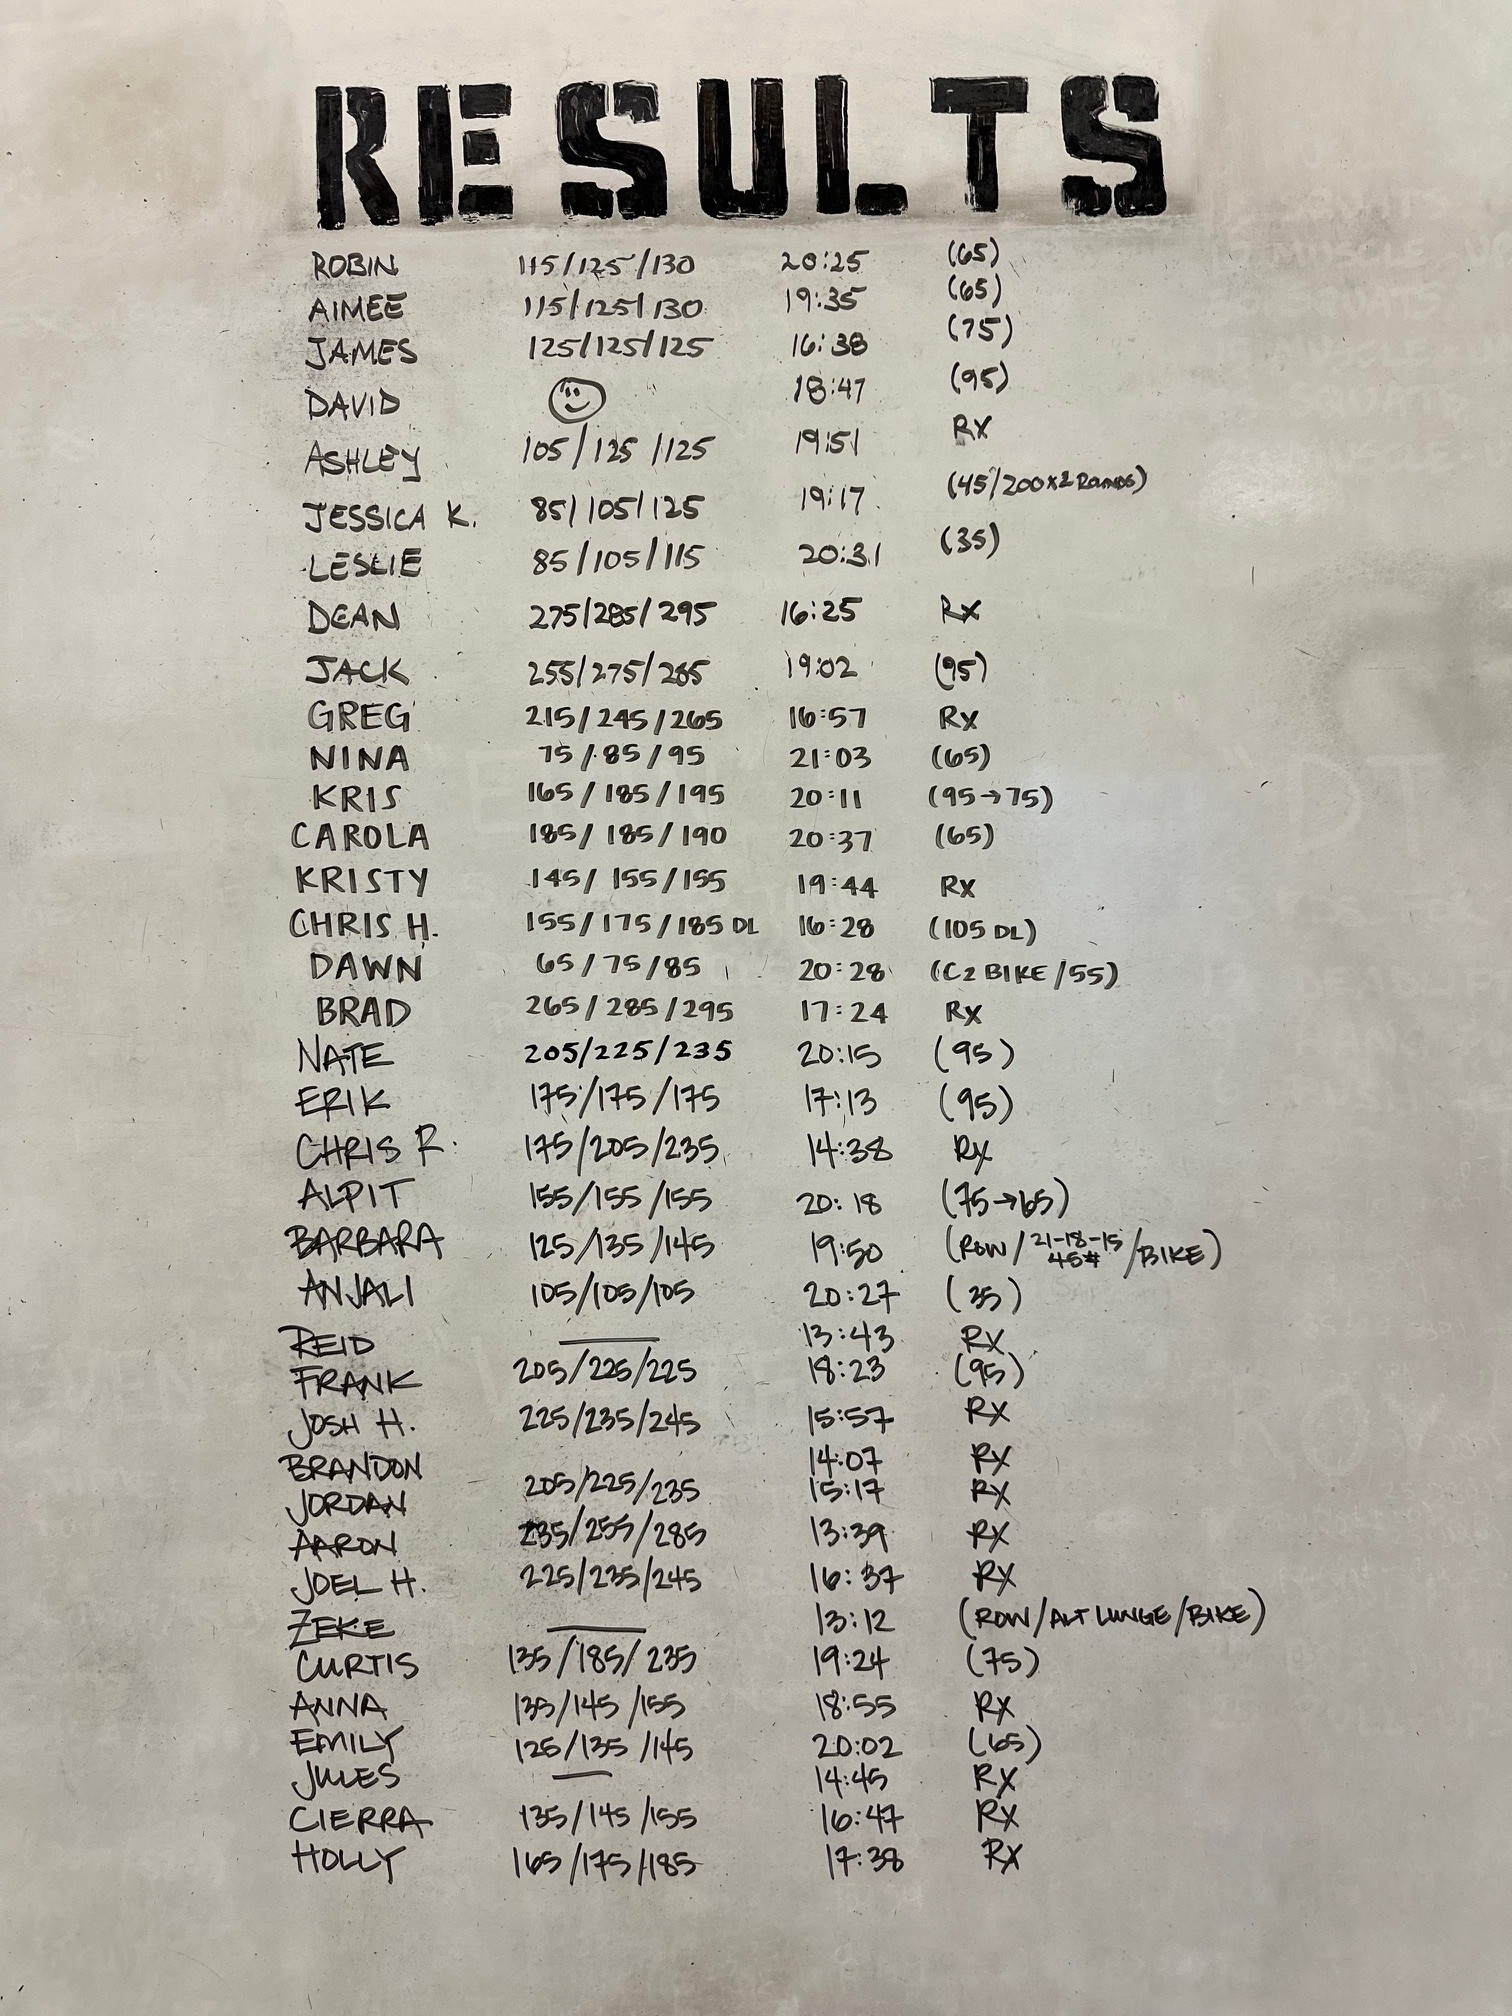 RESULTS
ROBIN 115/125/130 20:25 (65)
AIMEE 115/125/130 19:35 (65)
JAMES 125/125/125 16:38 (75)
DAVID 18:47 (95)
ASHLEY 105/125/125 19:51 RX
JESSICA K. 85/105/125 19:17 (45/200x2 Rounds)
LESLIE 85/105/115 20:31 (35)
DEAN 275/285/295 16:25 RX
JACK 255/275/285 19:02 (95)
GREG 215/245/265 16:57 RX
NINA 75/85/95 21:03 (65)
KRIS 165/185/195 20:11 (95→75)
CAROLA 185/185/190 20:37 (65)
KRISTY 145/155/155 19:44 RX
CHRIS H. 155/175/185 DL 16:28 (105 DL)
DAWN 65/75/85 20:28 (C2 BIKE/55)
BRAD 265/285/295 17:24 RX
NATE 205/225/235 20:15 (95)
ERIK 175/175/175 17:13 (95)
CHRIS R. 175/205/235 14:38 RX
ALPIT 155/155/155 20:18 (75→65)
BARBARA 125/135/145 19:50 (ROW/21-18-15 45#/BIKE)
ANJALI 105/105/105 20:27 (35)
REID — 13:43 RX
FRANK 205/225/225 18:23 (95)
JOSH H. 225/235/245 15:57 RX
BRANDON 14:07 RX
JORDAN 205/225/235 15:17 RX
AARON 235/255/285 13:39 RX
JOEL H. 225/235/245 16:37 RX
ZEKE — 13:12 (ROW/ALT LUNGE/BIKE)
CURTIS 135/185/235 19:24 (75)
ANNA 135/145/155 18:55 RX
EMILY 125/135/145 20:02 (65)
JULES — 14:45 RX
CIERRA 135/145/155 16:47 RX
HOLLY 165/175/185 17:38 RX